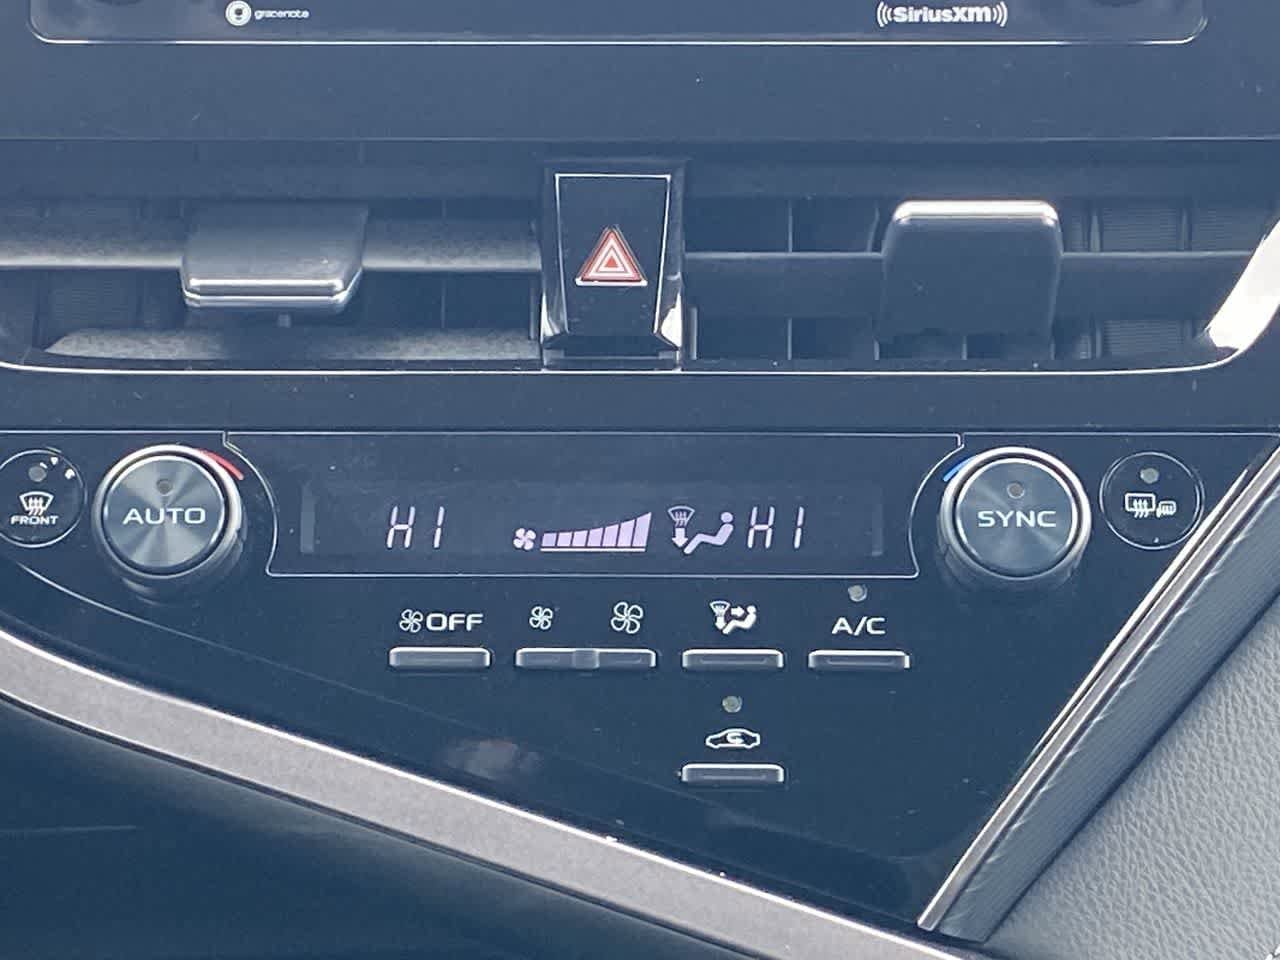 gracenote
SiriusXM
FRONT
AUTO
HI
HI
SYNC
OFF
A/C